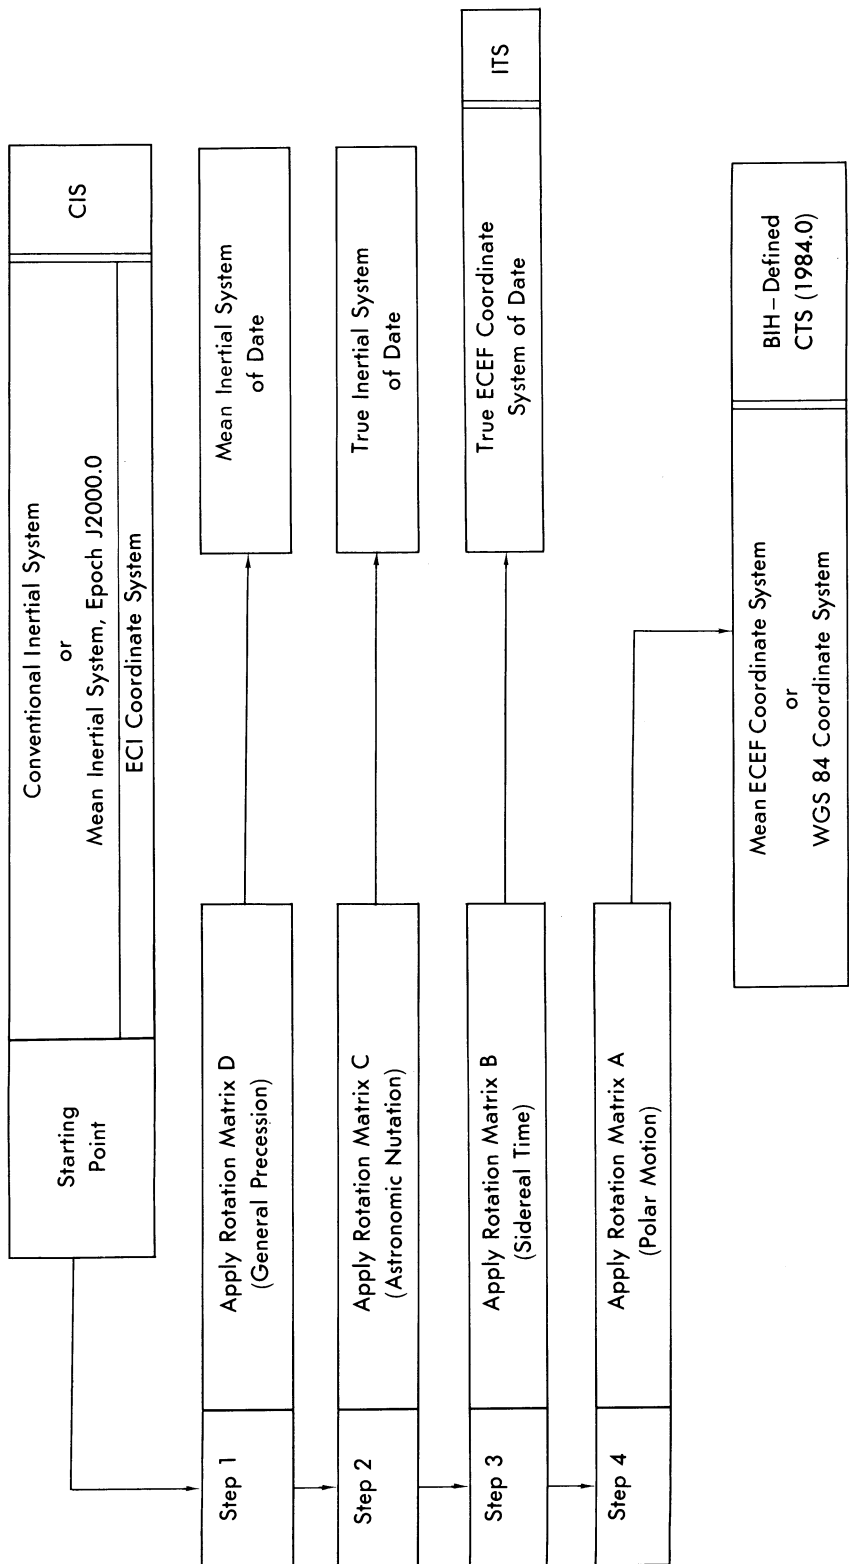 Starting
Point
Conventional Inertial System
or
Mean Inertial System, Epoch J2000.0
ECI Coordinate System
CIS
Step 1
Apply Rotation Matrix D
(General Precession)
Mean Inertial System
of Date
Step 2
Apply Rotation Matrix C
(Astronomic Nutation)
True Inertial System
of Date
Step 3
Apply Rotation Matrix B
(Sidereal Time)
True ECEF Coordinate
System of Date
ITS
Step 4
Apply Rotation Matrix A
(Polar Motion)
Mean ECEF Coordinate System
or
WGS 84 Coordinate System
BIH – Defined
CTS (1984.0)